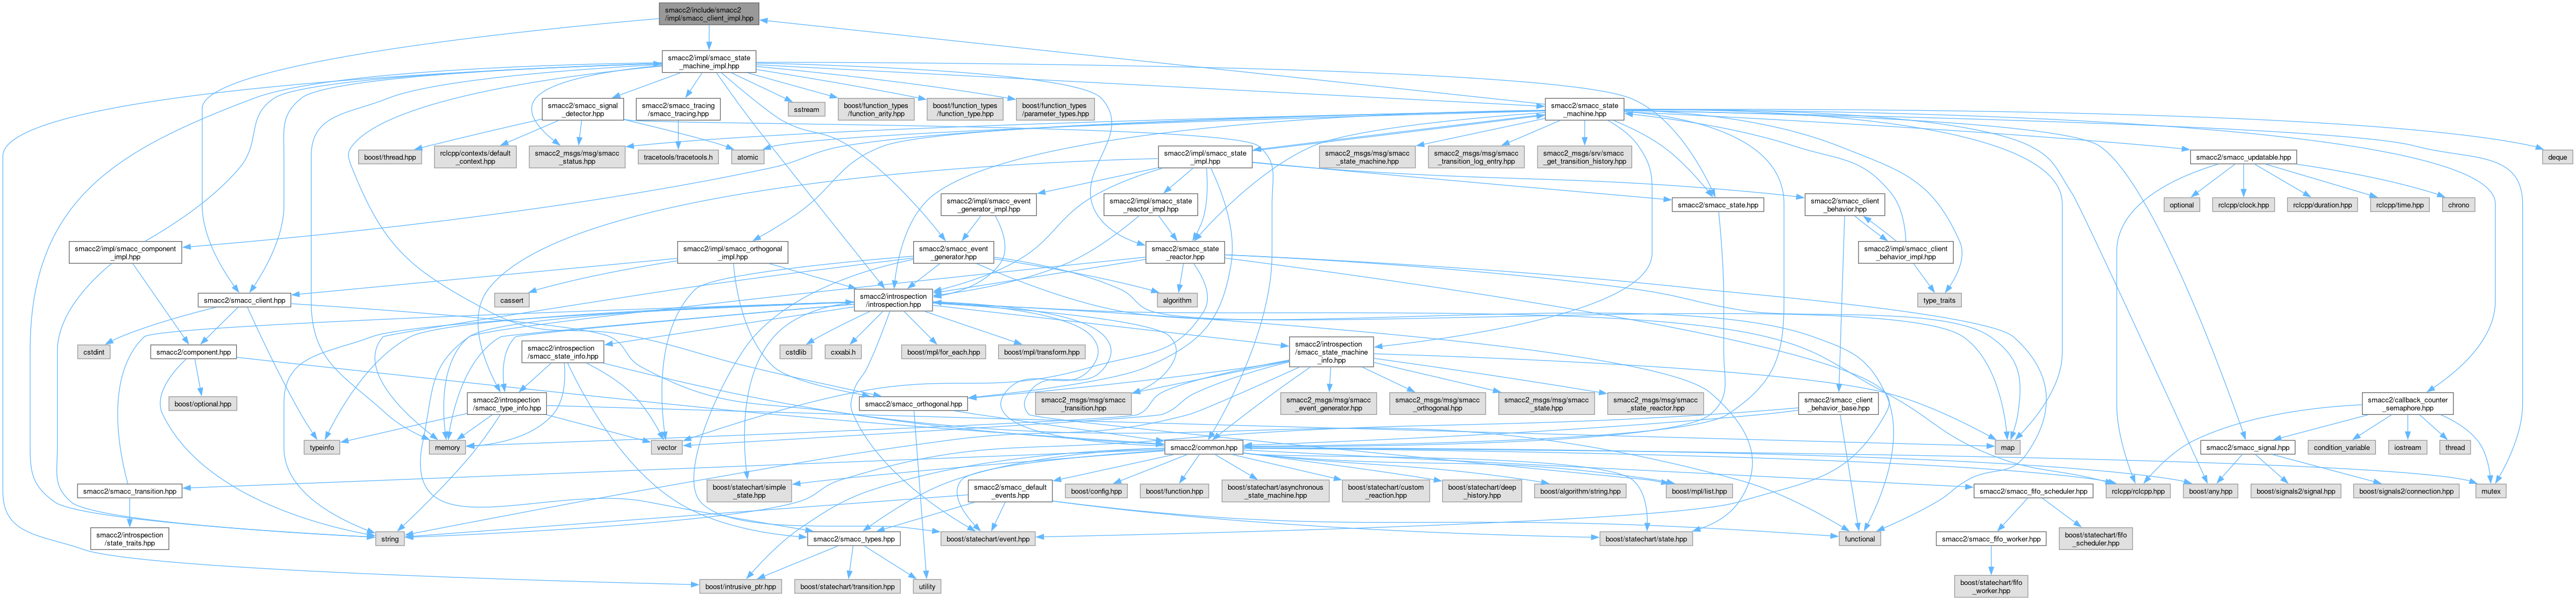 smacc2/include/smacc2
/impl/smacc_client_impl.hpp
smacc2/impl/smacc_state
_machine_impl.hpp
smacc2/smacc_signal
_detector.hpp
smacc2/smacc_tracing
/smacc_tracing.hpp
sstream
boost/function_types
/function_arity.hpp
boost/function_types
/function_type.hpp
boost/function_types
/parameter_types.hpp
smacc2/smacc_state
_machine.hpp
boost/thread.hpp
rclcpp/contexts/default
_context.hpp
smacc2_msgs/msg/smacc
_status.hpp
tracetools/tracetools.h
atomic
smacc2/impl/smacc_state
_impl.hpp
smacc2_msgs/msg/smacc
_state_machine.hpp
smacc2_msgs/msg/smacc
_transition_log_entry.hpp
smacc2_msgs/srv/smacc
_get_transition_history.hpp
smacc2/smacc_updatable.hpp
deque
smacc2/impl/smacc_event
_generator_impl.hpp
smacc2/impl/smacc_state
_reactor_impl.hpp
smacc2/smacc_state.hpp
smacc2/smacc_client
_behavior.hpp
optional
rclcpp/clock.hpp
rclcpp/duration.hpp
rclcpp/time.hpp
chrono
smacc2/impl/smacc_component
_impl.hpp
smacc2/impl/smacc_orthogonal
_impl.hpp
smacc2/smacc_event
_generator.hpp
smacc2/smacc_state
_reactor.hpp
smacc2/impl/smacc_client
_behavior_impl.hpp
smacc2/smacc_client.hpp
cassert
smacc2/introspection
/introspection.hpp
algorithm
type_traits
cstdint
smacc2/component.hpp
smacc2/introspection
/smacc_state_info.hpp
cstdlib
cxxabi.h
boost/mpl/for_each.hpp
boost/mpl/transform.hpp
smacc2/introspection
/smacc_state_machine
_info.hpp
boost/optional.hpp
smacc2/introspection
/smacc_type_info.hpp
smacc2/smacc_orthogonal.hpp
smacc2_msgs/msg/smacc
_transition.hpp
smacc2_msgs/msg/smacc
_event_generator.hpp
smacc2_msgs/msg/smacc
_orthogonal.hpp
smacc2_msgs/msg/smacc
_state.hpp
smacc2_msgs/msg/smacc
_state_reactor.hpp
smacc2/smacc_client
_behavior_base.hpp
smacc2/callback_counter
_semaphore.hpp
typeinfo
memory
vector
smacc2/common.hpp
map
smacc2/smacc_signal.hpp
condition_variable
iostream
thread
smacc2/smacc_transition.hpp
boost/statechart/simple
_state.hpp
smacc2/smacc_default
_events.hpp
boost/config.hpp
boost/function.hpp
boost/statechart/asynchronous
_state_machine.hpp
boost/statechart/custom
_reaction.hpp
boost/statechart/deep
_history.hpp
boost/algorithm/string.hpp
boost/mpl/list.hpp
smacc2/smacc_fifo_scheduler.hpp
rclcpp/rclcpp.hpp
boost/any.hpp
boost/signals2/signal.hpp
boost/signals2/connection.hpp
mutex
smacc2/introspection
/state_traits.hpp
string
smacc2/smacc_types.hpp
boost/statechart/event.hpp
boost/statechart/state.hpp
functional
smacc2/smacc_fifo_worker.hpp
boost/statechart/fifo
_scheduler.hpp
boost/intrusive_ptr.hpp
boost/statechart/transition.hpp
utility
boost/statechart/fifo
_worker.hpp